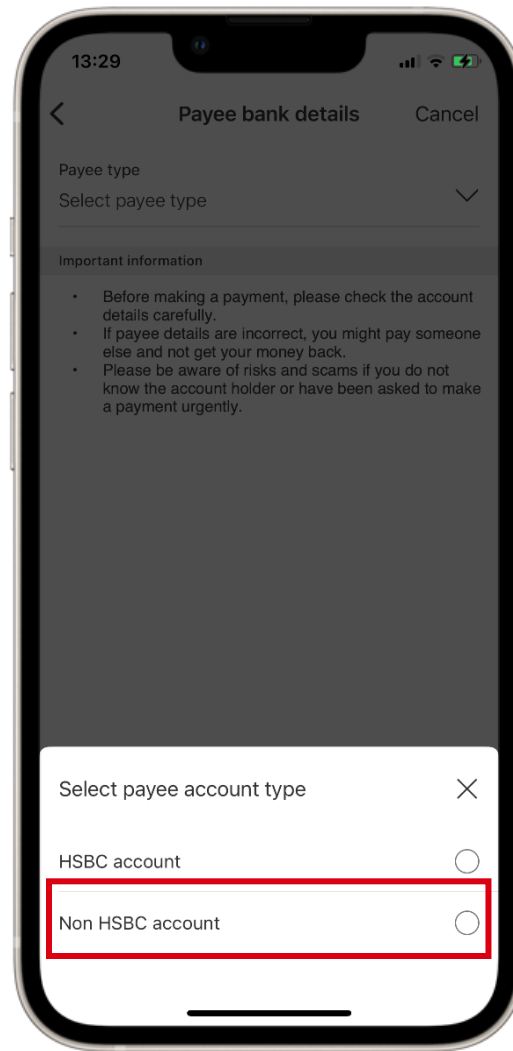 13:29
Payee bank details Cancel
Payee type
Select payee type
Important information
• Before making a payment, please check the account
details carefully.
• If payee details are incorrect, you might pay someone
else and not get your money back.
• Please be aware of risks and scams if you do not
know the account holder or have been asked to make
a payment urgently.
Select payee account type
HSBC account
Non HSBC account